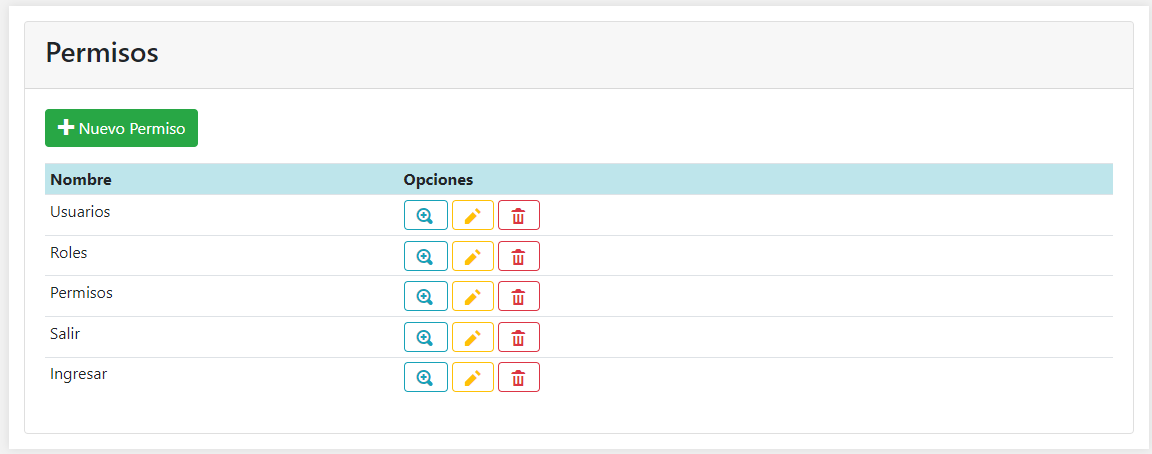 Permisos
Nuevo Permiso
Nombre Opciones
Usuarios
Roles
Permisos
Salir
Ingresar